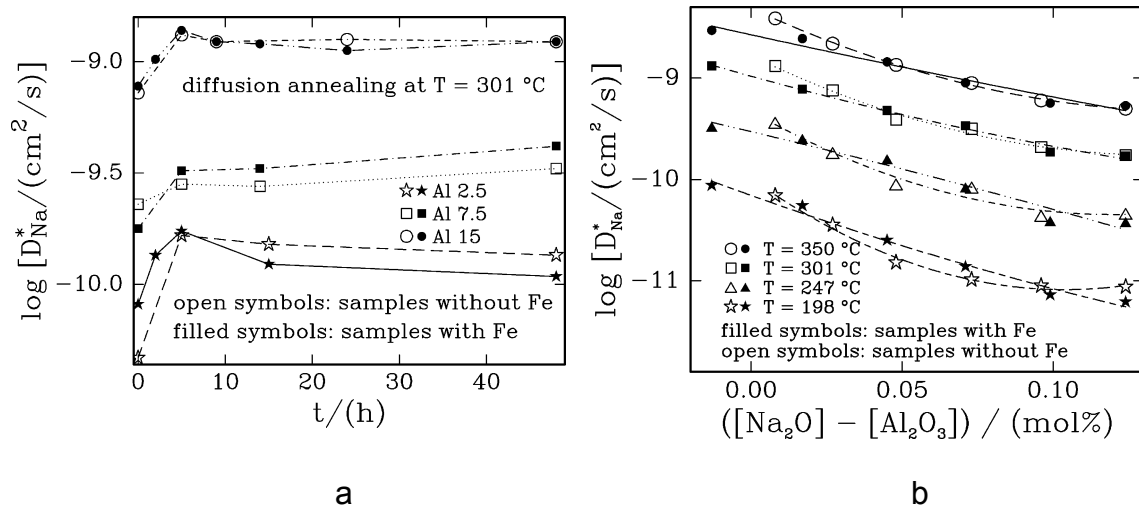 log [D*Na/(cm²/s)]
−9.0
−9.5
−10.0
diffusion annealing at T = 301 °C
☆★ Al 2.5
□■ Al 7.5
○● Al 15
open symbols: samples without Fe
filled symbols: samples with Fe
0 10 20 30 40
t/(h)
a
log [D*Na/(cm²/s)]
−9
−10
−11
○● T = 350 °C
□■ T = 301 °C
△▲ T = 247 °C
☆★ T = 198 °C
filled symbols: samples with Fe
open symbols: samples without Fe
0.00 0.05 0.10
([Na₂O] − [Al₂O₃]) / (mol%)
b